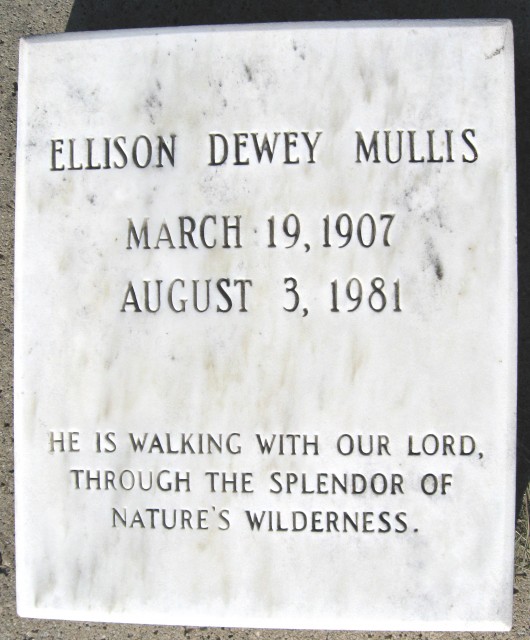 ELLISON DEWEY MULLIS
MARCH 19, 1907
AUGUST 3, 1981
HE IS WALKING WITH OUR LORD,
THROUGH THE SPLENDOR OF
NATURE'S WILDERNESS.